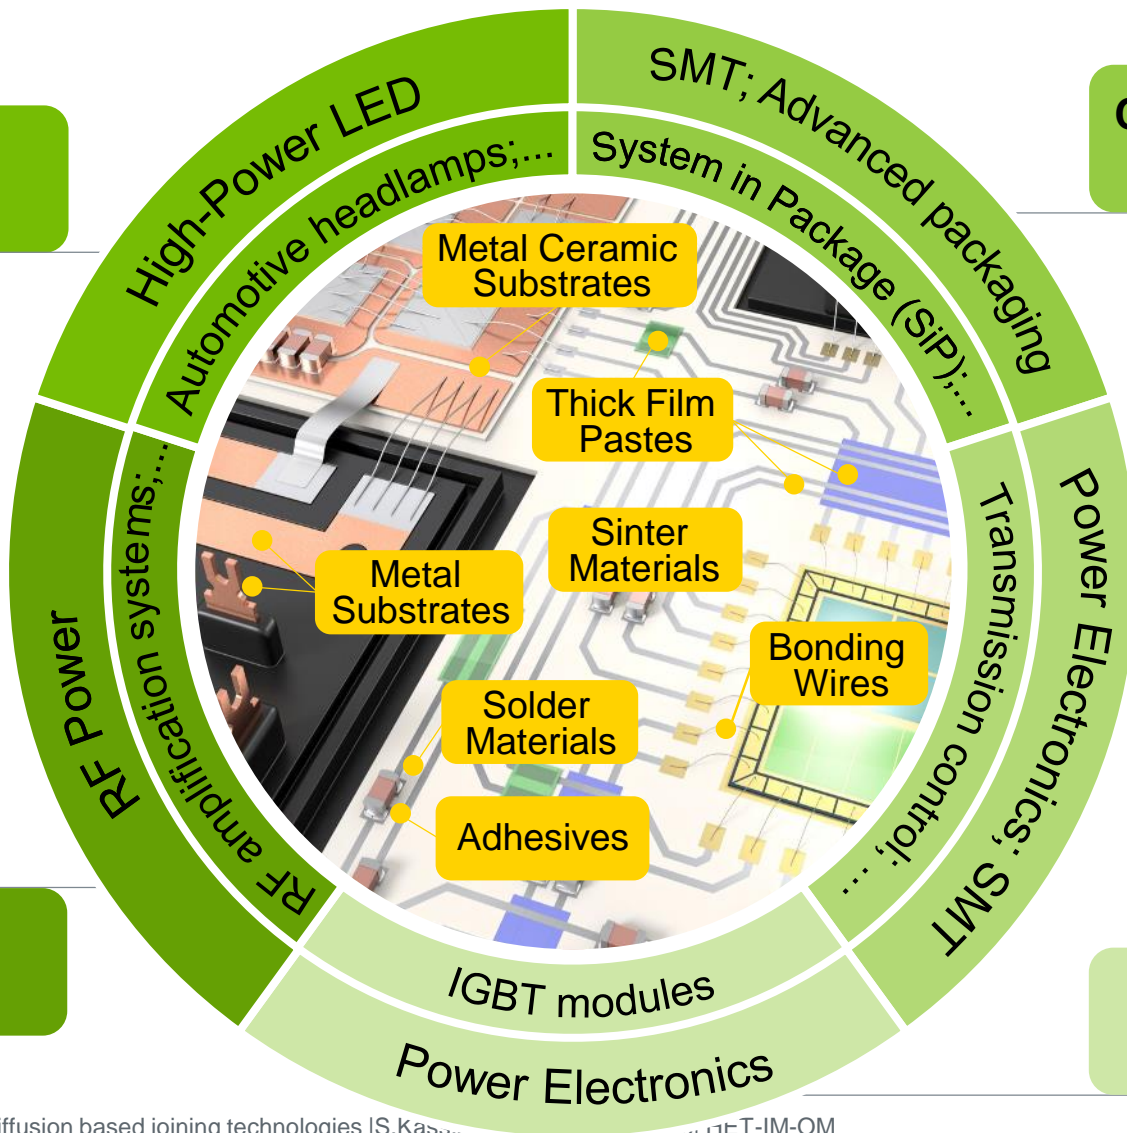 High-Power LED
Automotive headlamps;...
SMT; Advanced packaging
System in Package (SiP);...
Power Electronics; SMT
Transmission control; ...
Power Electronics
IGBT modules
RF Power
RF amplification systems;...
Metal Ceramic
Substrates
Thick Film
Pastes
Sinter
Materials
Metal
Substrates
Bonding
Wires
Solder
Materials
Adhesives
based joining technologies
HET-IM-OM